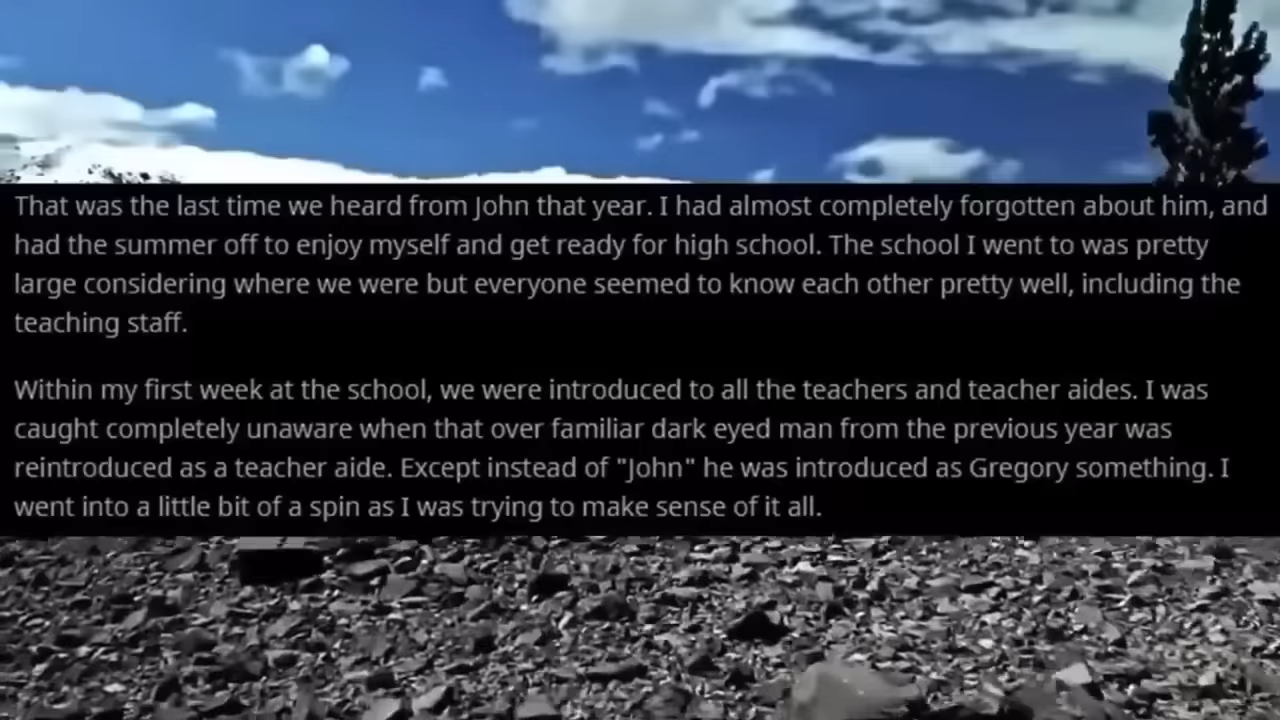 That was the last time we heard from John that year. I had almost completely forgotten about him, and
had the summer off to enjoy myself and get ready for high school. The school I went to was pretty
large considering where we were but everyone seemed to know each other pretty well, including the
teaching staff.
Within my first week at the school, we were introduced to all the teachers and teacher aides. I was
caught completely unaware when that over familiar dark eyed man from the previous year was
reintroduced as a teacher aide. Except instead of "John" he was introduced as Gregory something. I
went into a little bit of a spin as I was trying to make sense of it all.